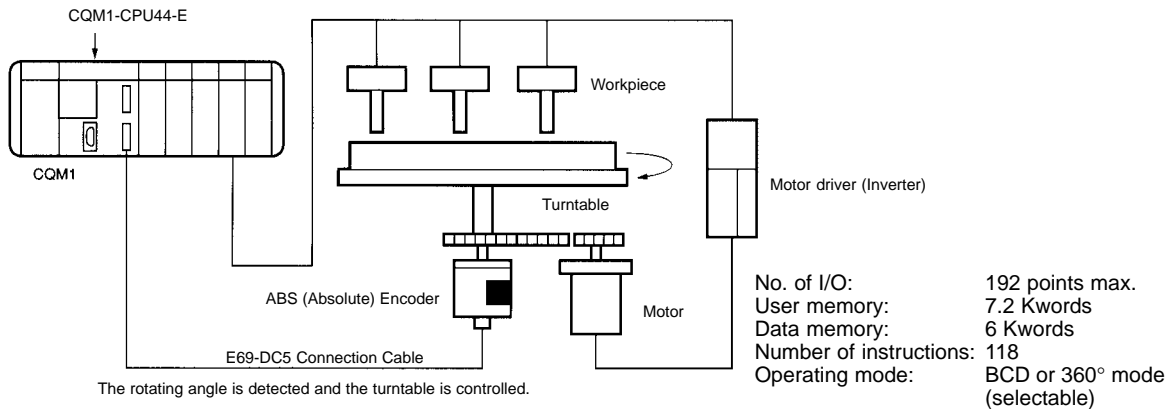 CQM1-CPU44-E
Workpiece
CQM1
Motor driver (Inverter)
Turntable
ABS (Absolute) Encoder
Motor
E69-DC5 Connection Cable
The rotating angle is detected and the turntable is controlled.
No. of I/O: 192 points max.
User memory: 7.2 Kwords
Data memory: 6 Kwords
Number of instructions: 118
Operating mode: BCD or 360° mode
(selectable)